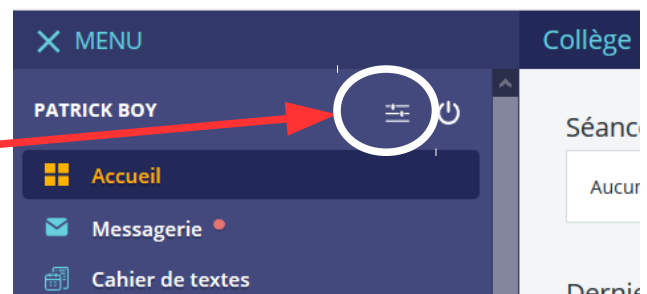 MENU
Collège
PATRICK BOY
Séanc
Accueil
Aucun
Messagerie
Cahier de textes
Dernie